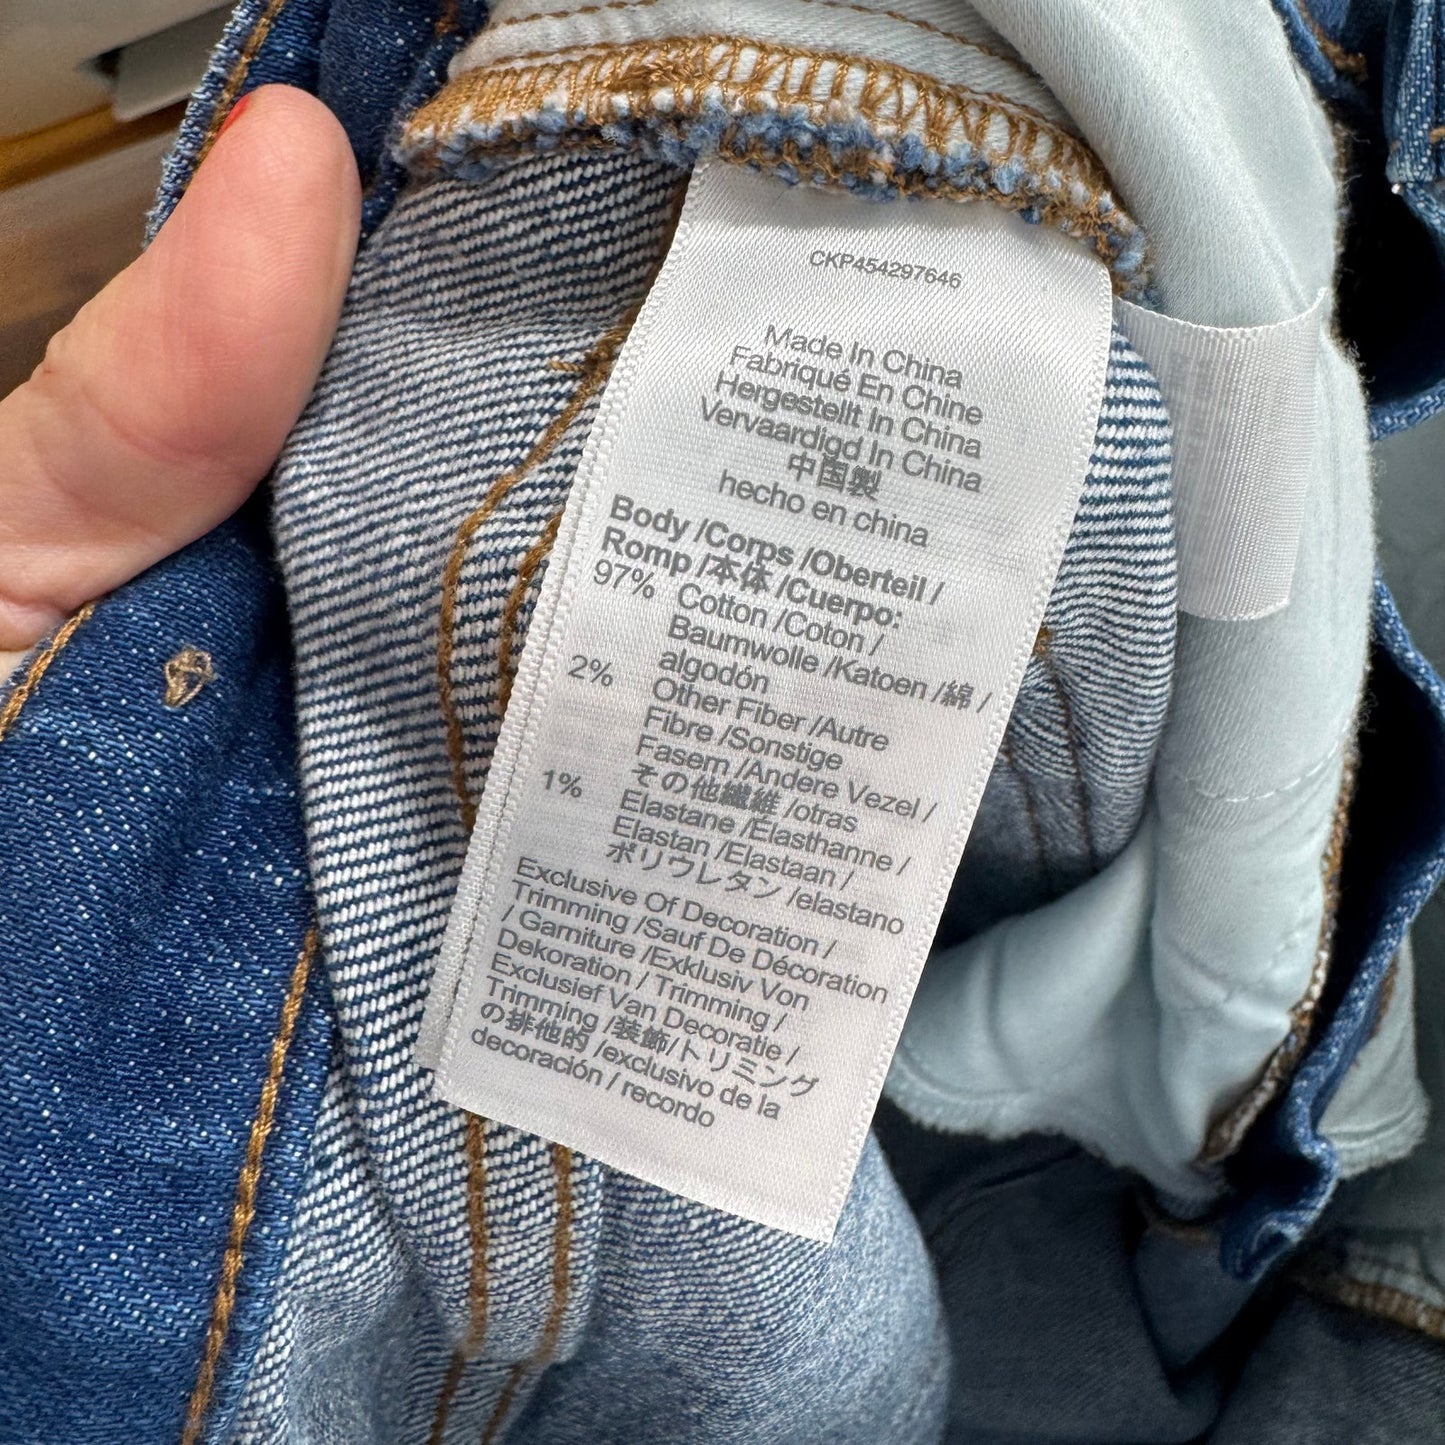 CKP454297646
Made In China
Fabriqué En Chine
Hergestellt In China
Vervaardigd In China
中国製
hecho en china
Body /Corps /Oberteil /
Romp /本体 /Cuerpo:
97% Cotton /Coton /
Baumwolle /Katoen /綿 /
algodón
2% Other Fiber /Autre
Fibre /Sonstige
Fasern /Andere Vezel /
その他繊維 /otras
1% Elastane /Élasthanne /
Elastan /Elastaan /
ポリウレタン /elastano
Exclusive Of Decoration /
Trimming /Sauf De Décoration
/ Garniture /Exklusiv Von
Dekoration / Trimming /
Exclusief Van Decoratie /
Trimming /装飾/トリミング
の排他的 /exclusivo de la
decoración / recordo